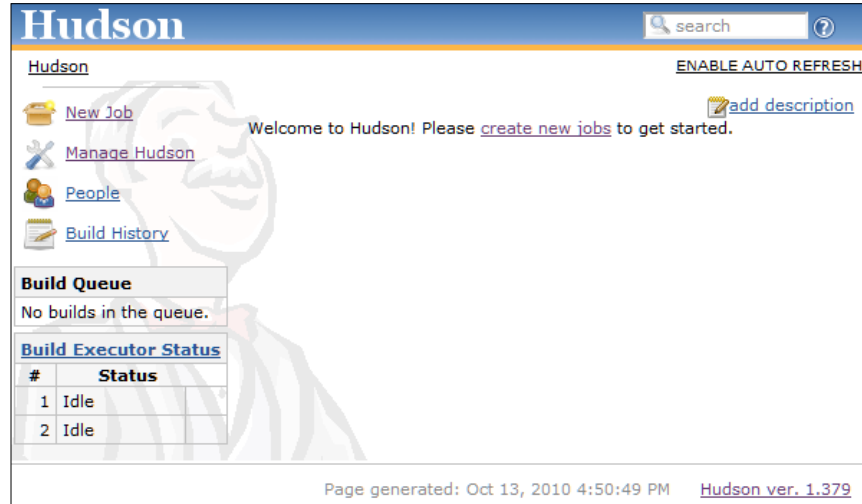 Hudson
search
?
Hudson
ENABLE AUTO REFRESH
New Job
add description
Welcome to Hudson! Please create new jobs to get started.
Manage Hudson
People
Build History
Build Queue
No builds in the queue.
Build Executor Status
# Status
1 Idle
2 Idle
Page generated: Oct 13, 2010 4:50:49 PM Hudson ver. 1.379